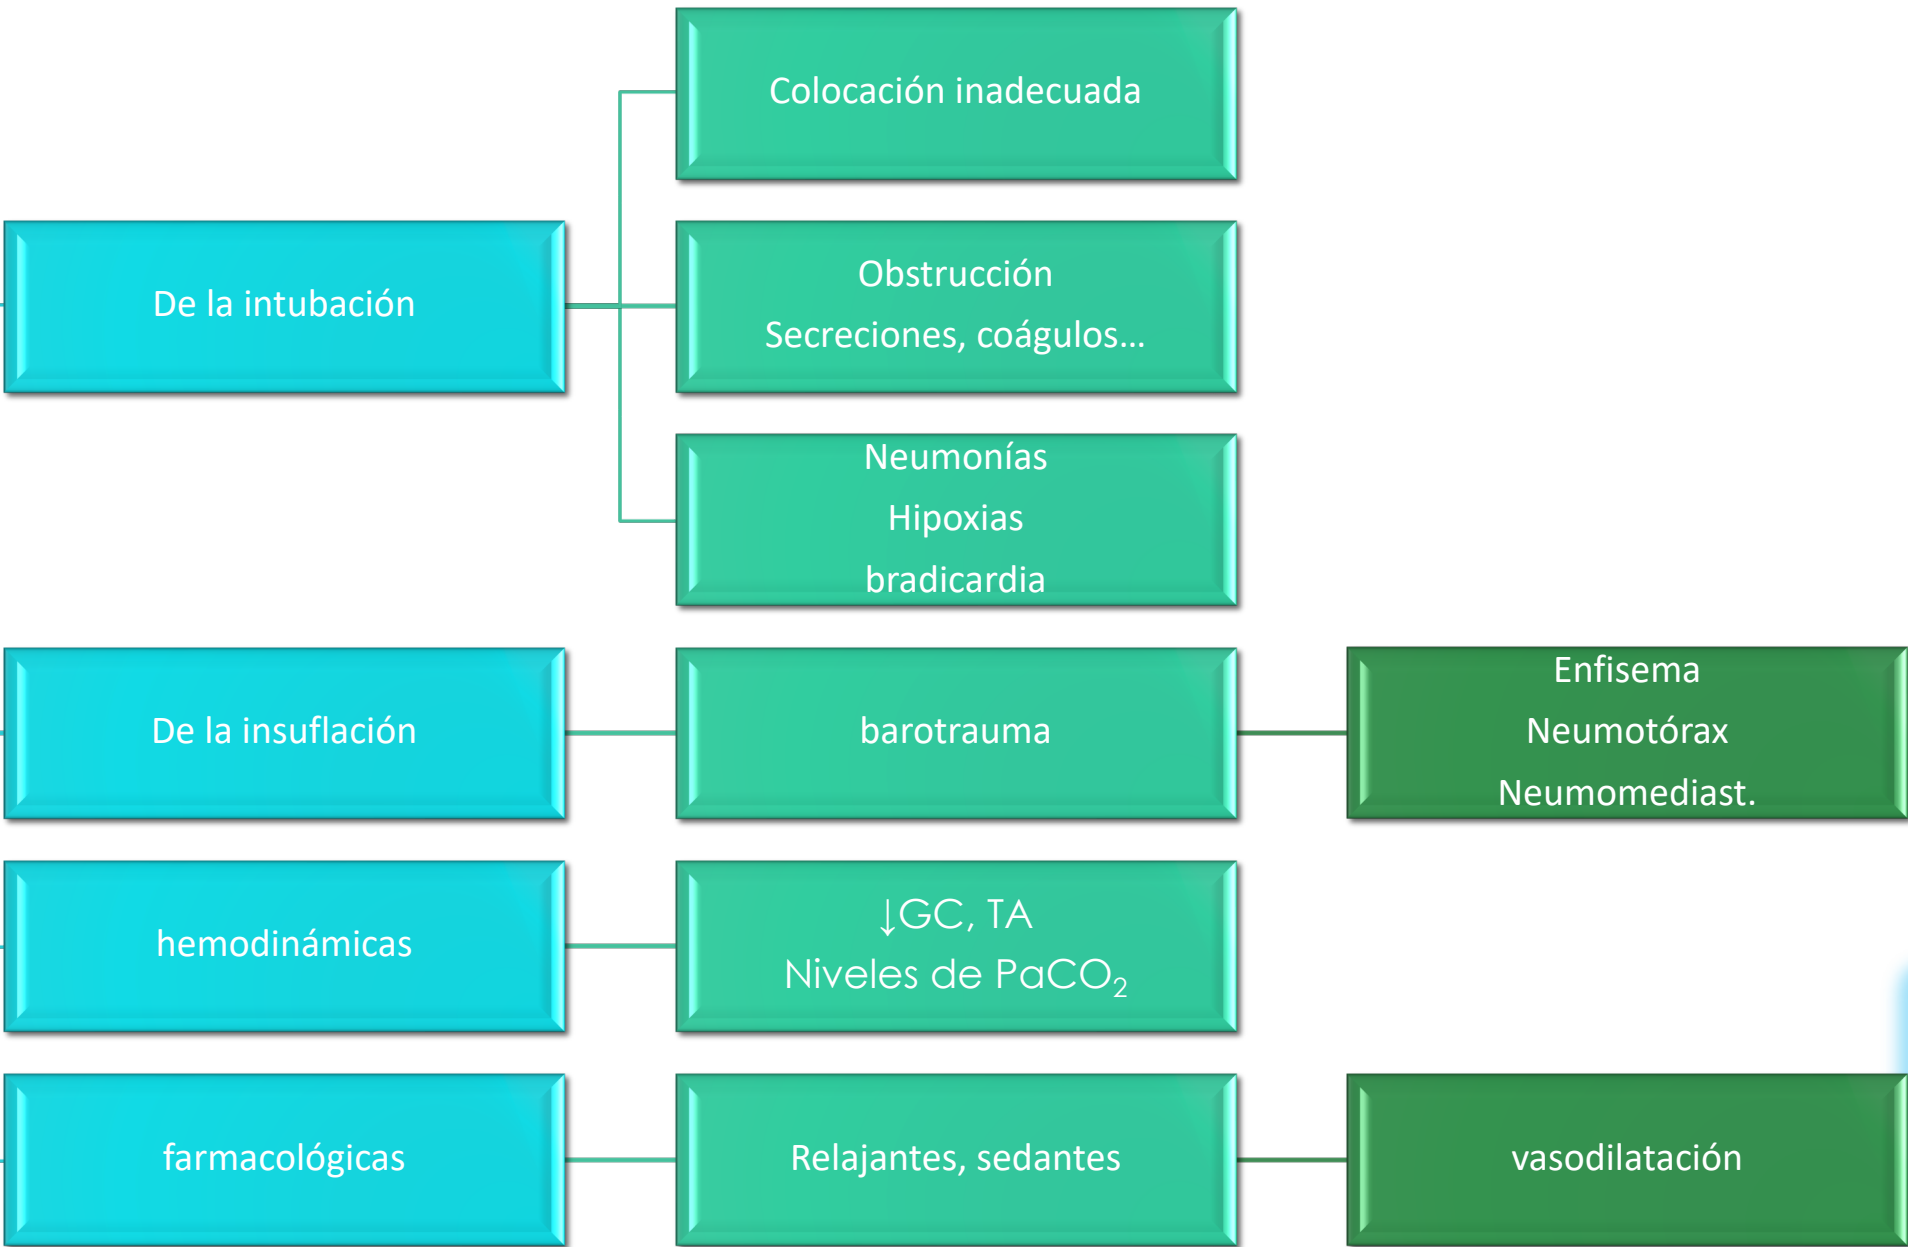 Colocación inadecuada
De la intubación
Obstrucción
Secreciones, coágulos...
Neumonías
Hipoxias
bradicardia
De la insuflación
barotrauma
Enfisema
Neumotórax
Neumomediast.
hemodinámicas
↓GC, TA
Niveles de PaCO₂
farmacológicas
Relajantes, sedantes
vasodilatación